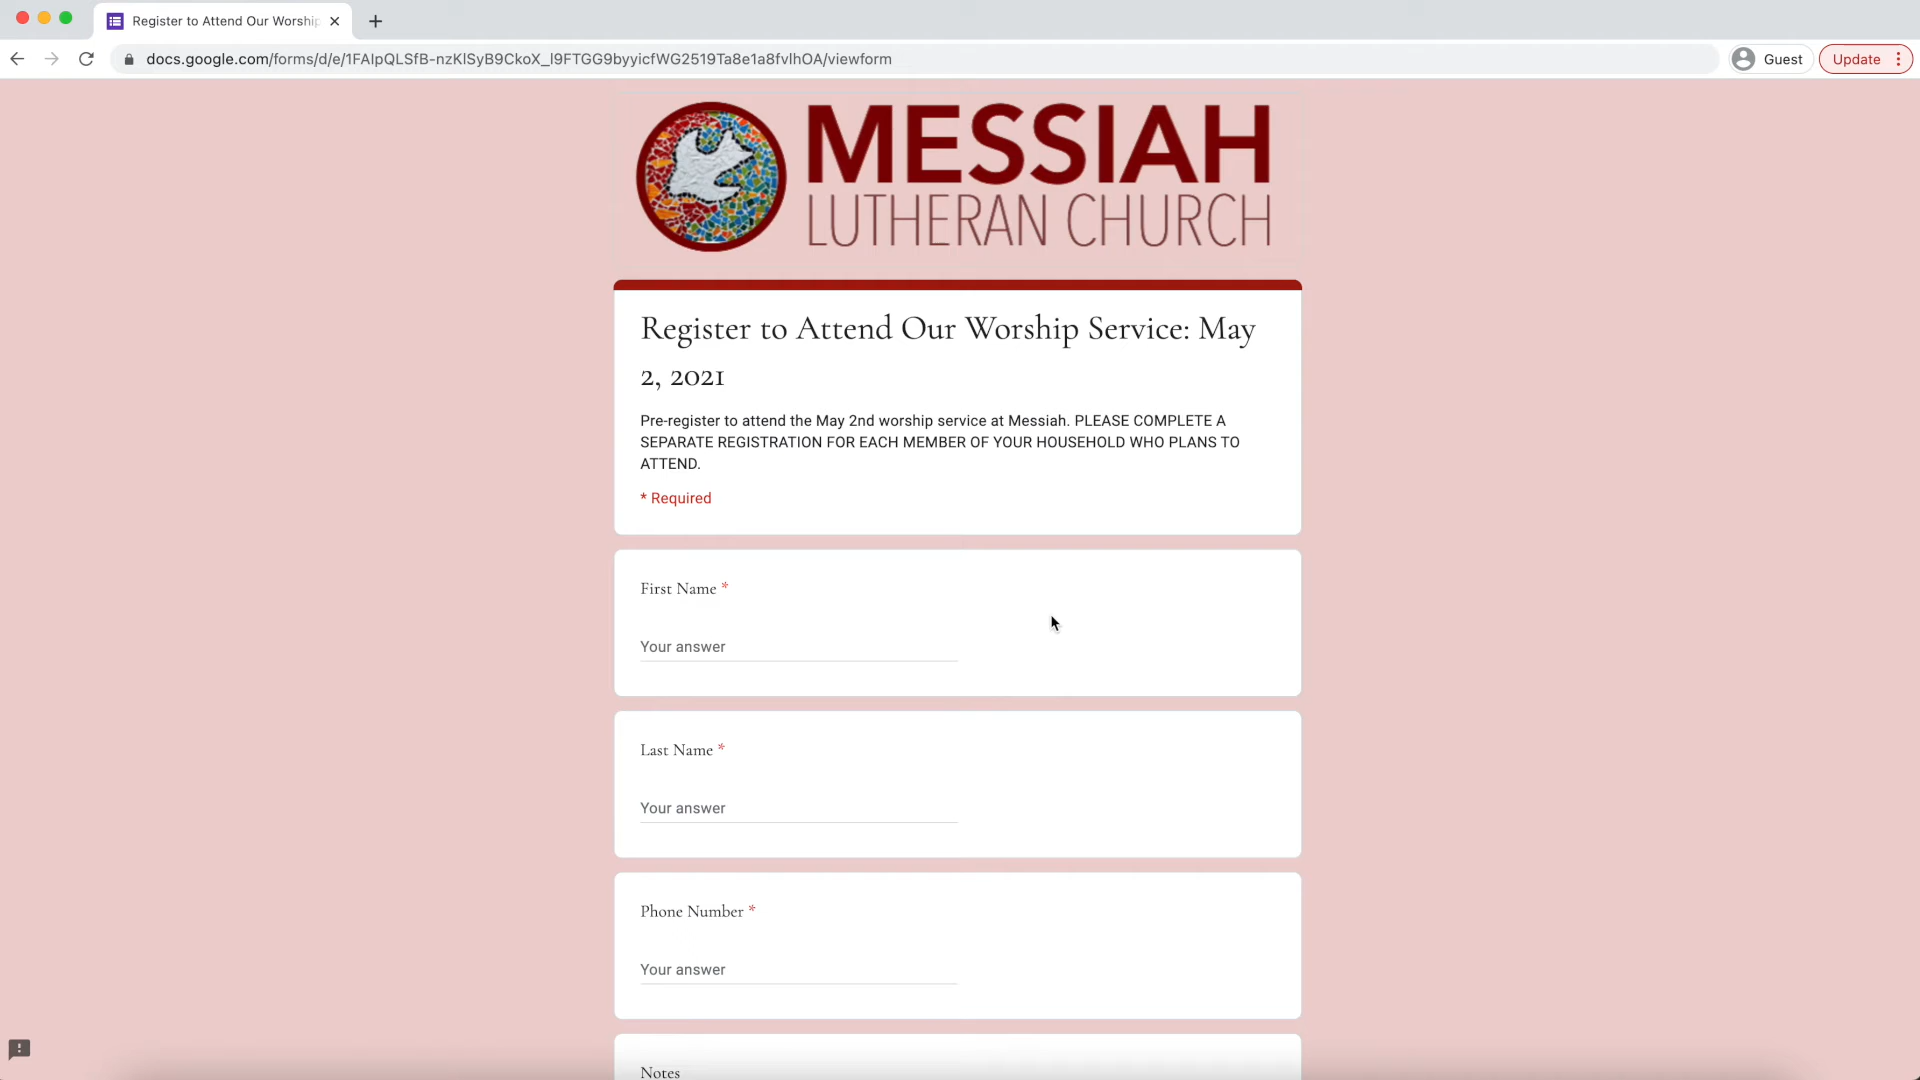 Register to Attend Our Worship
docs.google.com/forms/d/e/1FAIpQLSfB-nzKlSyB9CkoX_I9FTGG9byyicfWG2519Ta8e1a8fvlhOA/viewform
Guest
Update
MESSIAH
LUTHERAN CHURCH
Register to Attend Our Worship Service: May
2, 2021
Pre-register to attend the May 2nd worship service at Messiah. PLEASE COMPLETE A
SEPARATE REGISTRATION FOR EACH MEMBER OF YOUR HOUSEHOLD WHO PLANS TO
ATTEND.
* Required
First Name *
Your answer
Last Name *
Your answer
Phone Number *
Your answer
Notes